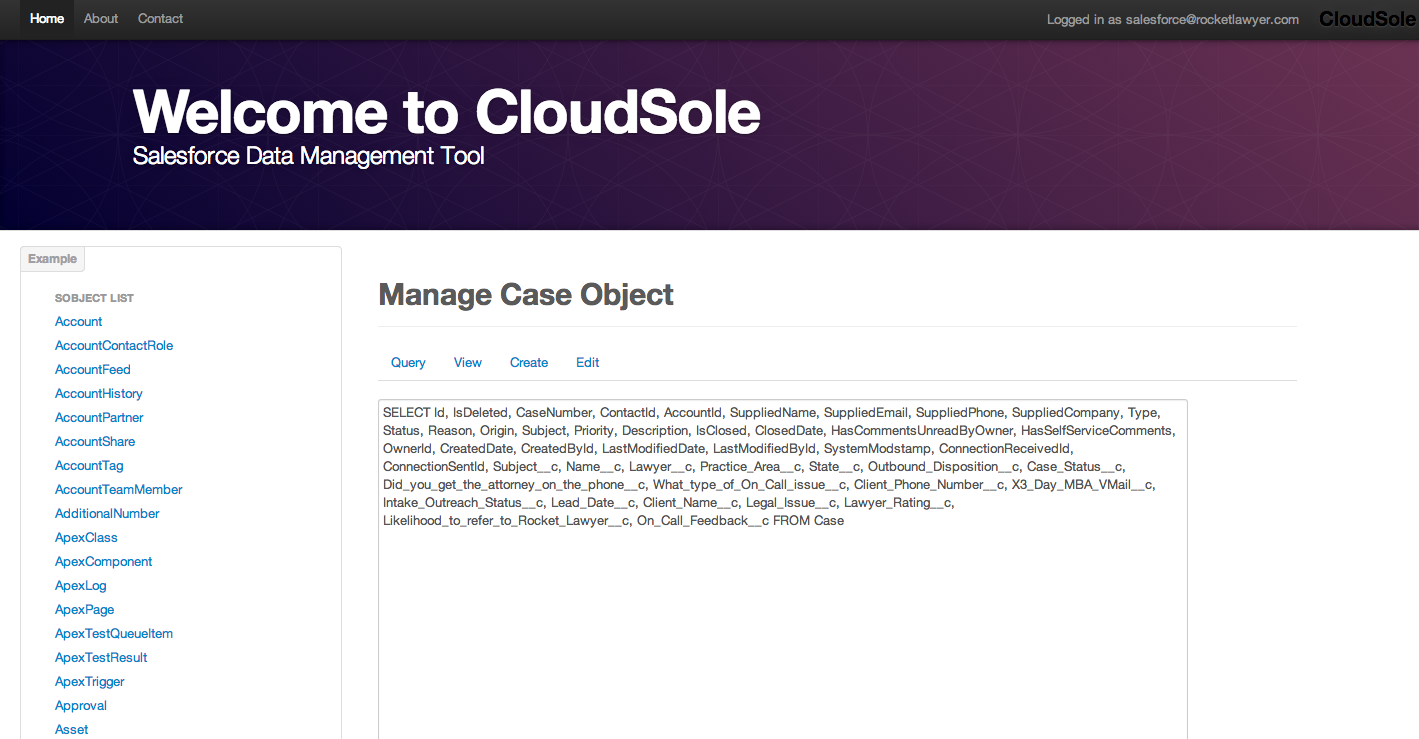 Home About Contact Logged in as salesforce@rocketlawyer.com CloudSole
Welcome to CloudSole
Salesforce Data Management Tool
Example
SOBJECT LIST
Account
AccountContactRole
AccountFeed
AccountHistory
AccountPartner
AccountShare
AccountTag
AccountTeamMember
AdditionalNumber
ApexClass
ApexComponent
ApexLog
ApexPage
ApexTestQueueItem
ApexTestResult
ApexTrigger
Approval
Asset
Manage Case Object
Query View Create Edit
SELECT Id, IsDeleted, CaseNumber, ContactId, AccountId, SuppliedName, SuppliedEmail, SuppliedPhone, SuppliedCompany, Type,
Status, Reason, Origin, Subject, Priority, Description, IsClosed, ClosedDate, HasCommentsUnreadByOwner, HasSelfServiceComments,
OwnerId, CreatedDate, CreatedById, LastModifiedDate, LastModifiedById, SystemModstamp, ConnectionReceivedId,
ConnectionSentId, Subject__c, Name__c, Lawyer__c, Practice_Area__c, State__c, Outbound_Disposition__c, Case_Status__c,
Did_you_get_the_attorney_on_the_phone__c, What_type_of_On_Call_issue__c, Client_Phone_Number__c, X3_Day_MBA_VMail__c,
Intake_Outreach_Status__c, Lead_Date__c, Client_Name__c, Legal_Issue__c, Lawyer_Rating__c,
Likelihood_to_refer_to_Rocket_Lawyer__c, On_Call_Feedback__c FROM Case